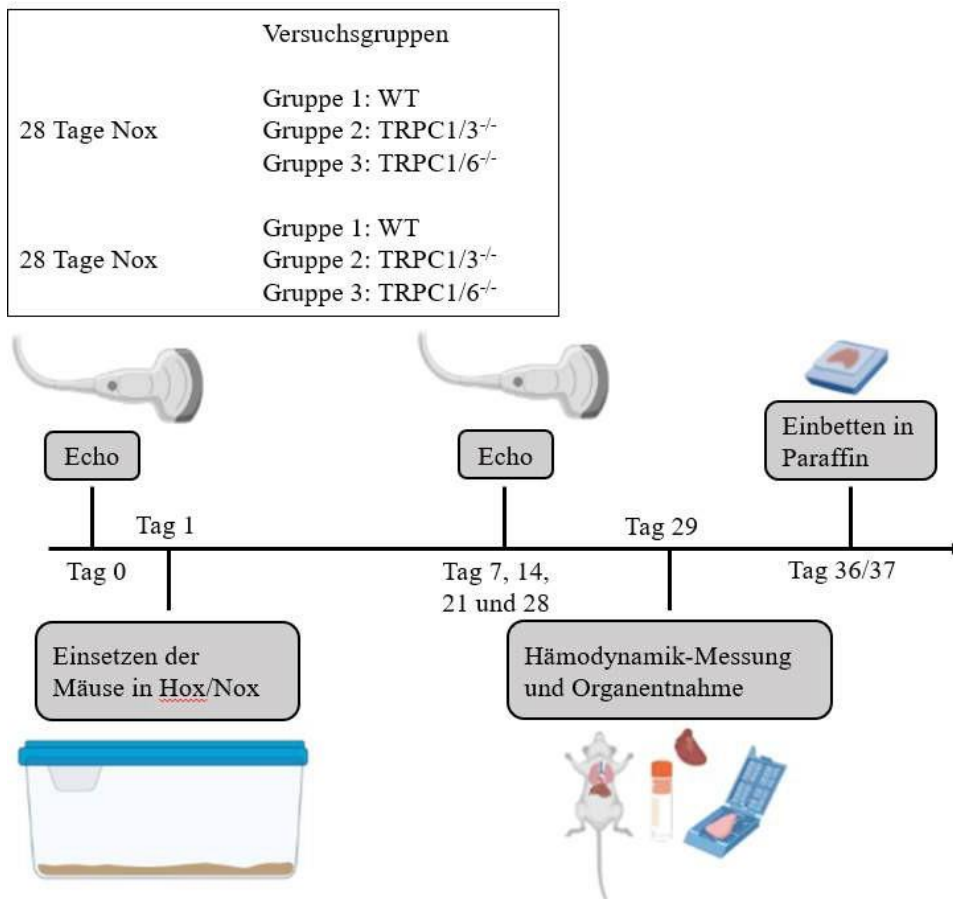 Versuchsgruppen
Gruppe 1: WT
28 Tage Nox Gruppe 2: TRPC1/3-/-
Gruppe 3: TRPC1/6-/-
Gruppe 1: WT
28 Tage Nox Gruppe 2: TRPC1/3-/-
Gruppe 3: TRPC1/6-/-
Echo
Echo
Einbetten in
Paraffin
Tag 1
Tag 29
Tag 0
Tag 7, 14,
21 und 28
Tag 36/37
Einsetzen der
Mäuse in Hox/Nox
Hämodynamik-Messung
und Organentnahme